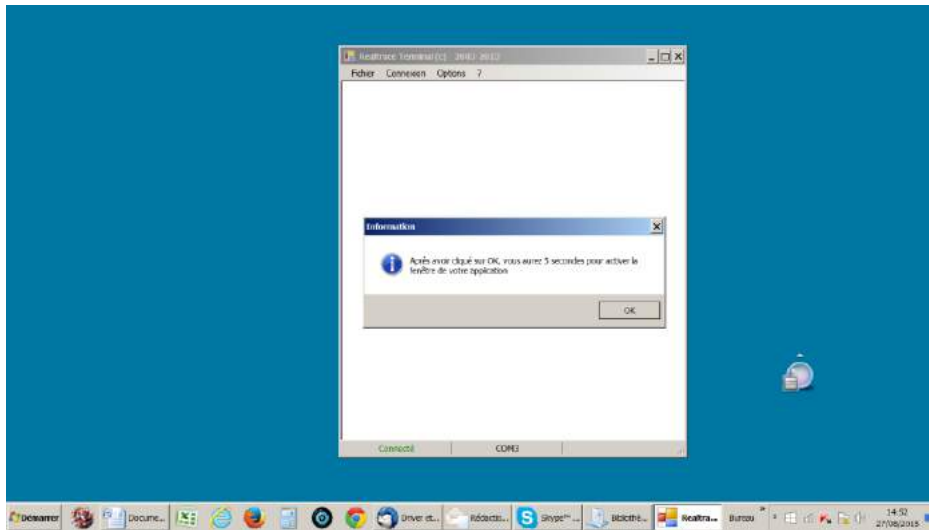 Realtrace Terminal (c) 2003-2010
Fichier Connexion Options ?
Information
Après avoir cliqué sur OK, vous aurez 5 secondes pour activer la
fenêtre de votre application
OK
Connecté COM3
Démarrer Docume... Driver et... Rédactio... Skype™ ... Bibliothè... Realtra... Bureau
14:52
27/08/2015